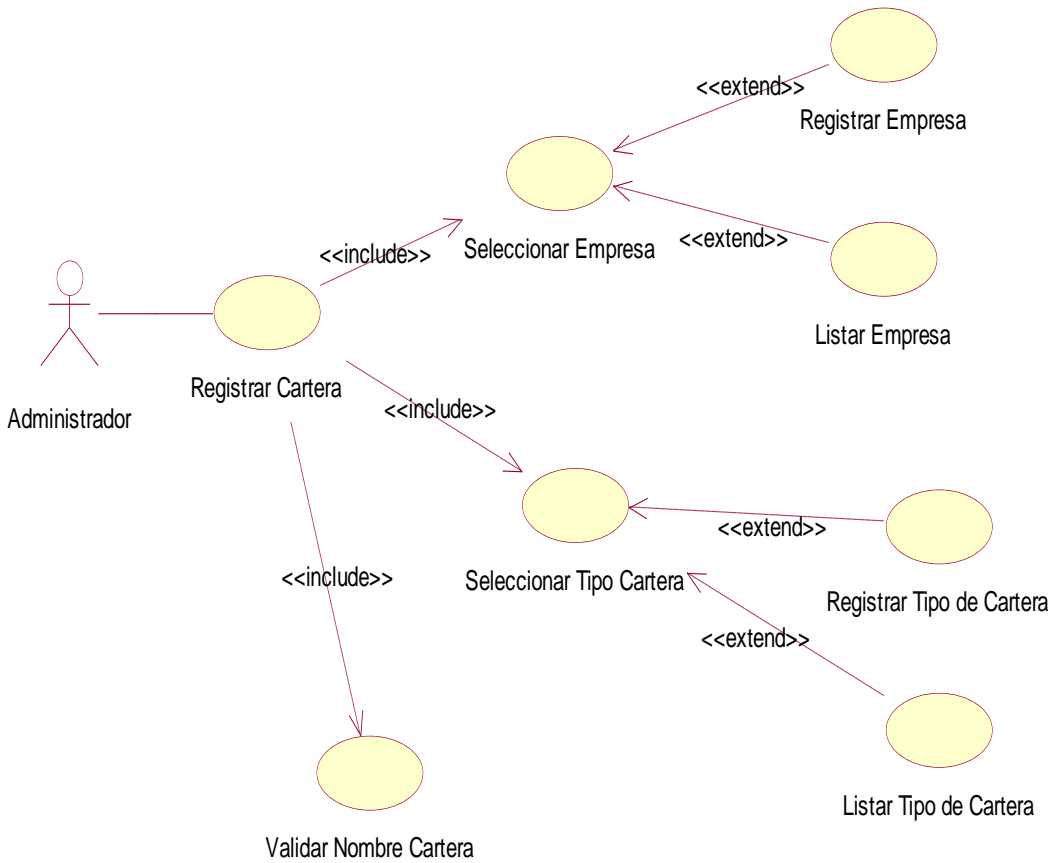 <<extend>>
Registrar Empresa
Seleccionar Empresa
<<extend>>
<<include>>
Listar Empresa
Registrar Cartera
Administrador
<<include>>
<<extend>>
Seleccionar Tipo Cartera
<<include>>
Registrar Tipo de Cartera
<<extend>>
Listar Tipo de Cartera
Validar Nombre Cartera